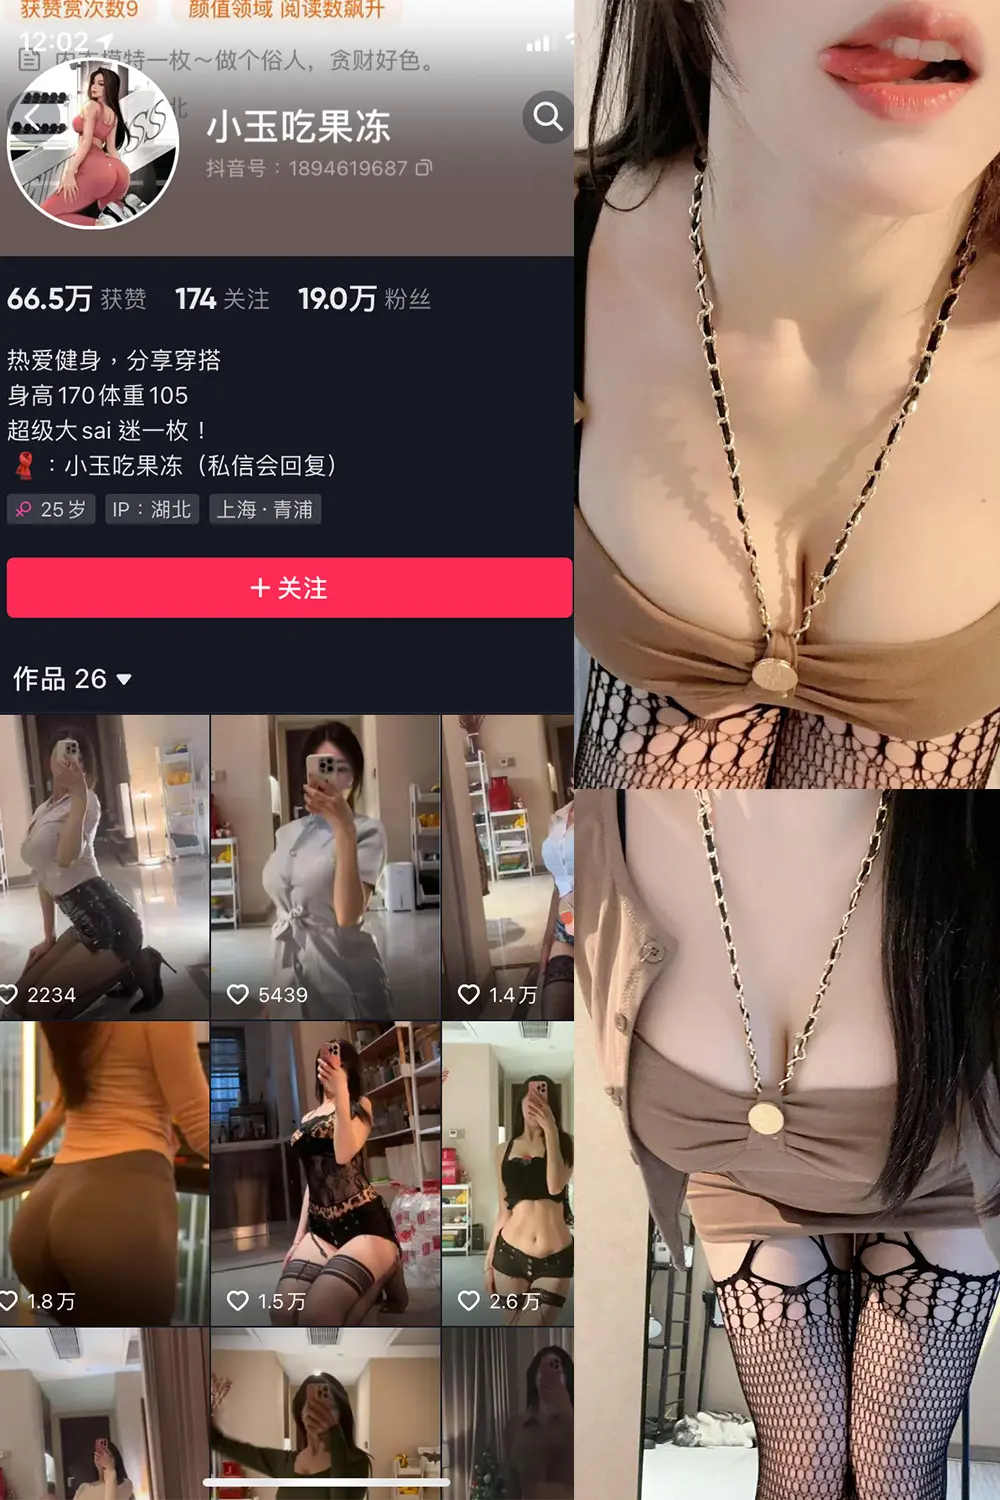 获赞赏次数9
颜值领域 阅读数飙升
12:02
内衣模特一枚～做个俗人，贪财好色。
北
小玉吃果冻
抖音号：1894619687
66.5万 获赞 174 关注 19.0万 粉丝
热爱健身，分享穿搭
身高170体重105
超级大sai迷一枚！
：小玉吃果冻（私信会回复）
25岁 IP：湖北 上海·青浦
+ 关注
作品 26
2234 5439 1.4万
1.8万 1.5万 2.6万